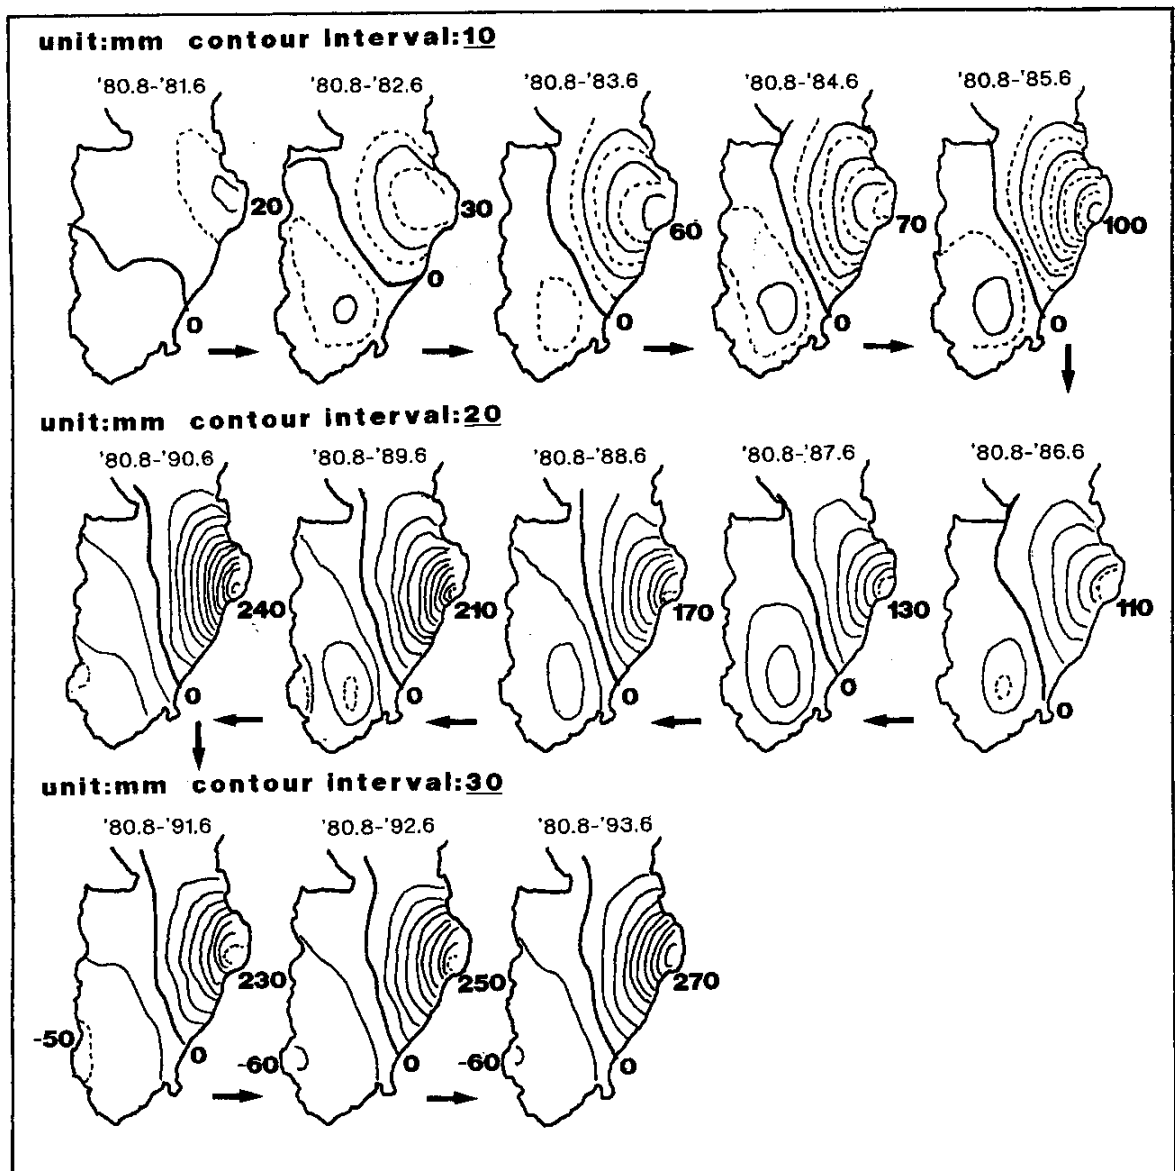 unit:mm contour interval:10
'80.8-'81.6 '80.8-'82.6 '80.8-'83.6 '80.8-'84.6 '80.8-'85.6
20 30 60 70 100
0 0 0 0 0
unit:mm contour interval:20
'80.8-'90.6 '80.8-'89.6 '80.8-'88.6 '80.8-'87.6 '80.8-'86.6
240 210 170 130 110
0 0 0 0 0
unit:mm contour interval:30
'80.8-'91.6 '80.8-'92.6 '80.8-'93.6
230 250 270
-50 0 -60 0 -60 0